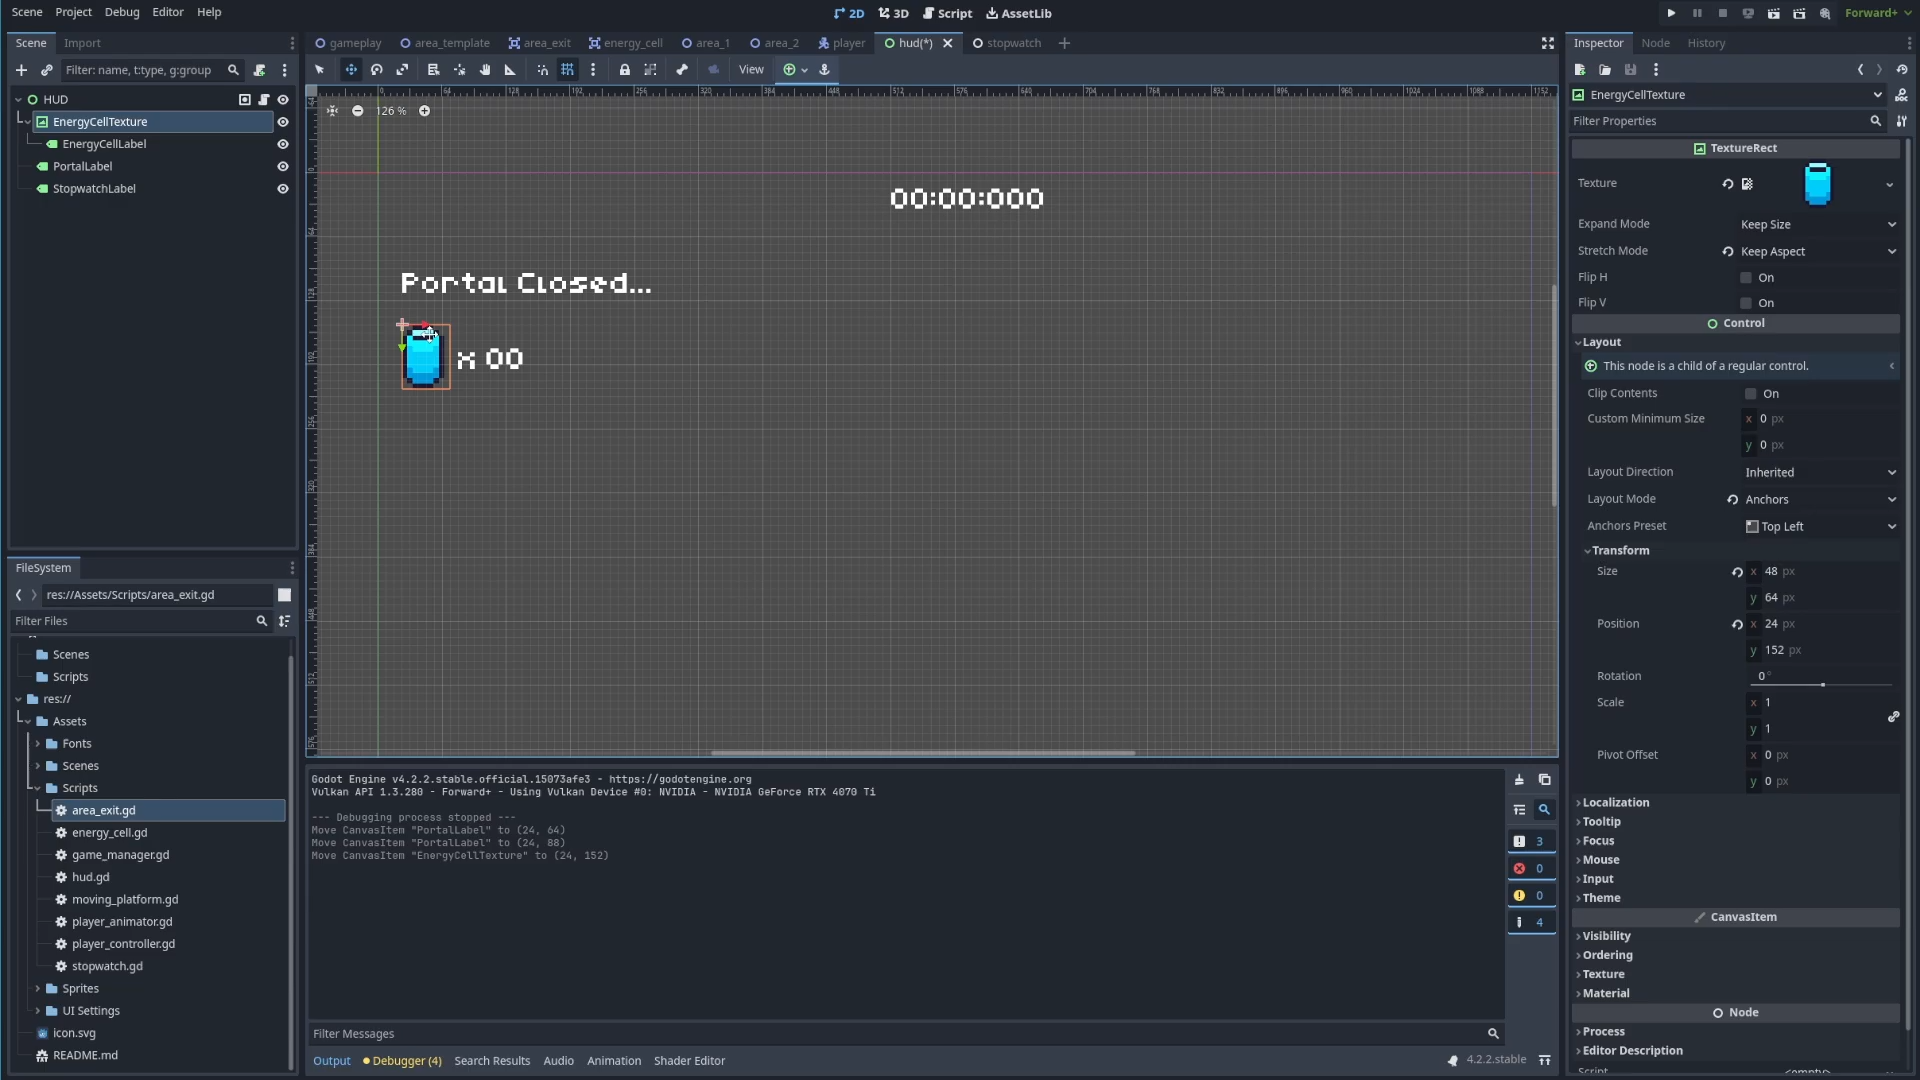 Scene Project Debug Editor Help
2D 3D Script AssetLib
Forward+
Scene Import
Filter: name, t:type, g:group
HUD
EnergyCellTexture
EnergyCellLabel
PortalLabel
StopwatchLabel
gameplay area_template area_exit energy_cell area_1 area_2 player hud(*) stopwatch
View
126 %
00:00:000
Portal Closed...
x 00
FileSystem
res://Assets/Scripts/area_exit.gd
Filter Files
Scenes
Scripts
res://
Assets
Fonts
Scenes
Scripts
area_exit.gd
energy_cell.gd
game_manager.gd
hud.gd
moving_platform.gd
player_animator.gd
player_controller.gd
stopwatch.gd
Sprites
UI Settings
icon.svg
README.md
Godot Engine v4.2.2.stable.official.15073afe3 - https://godotengine.org
Vulkan API 1.3.280 - Forward+ - Using Vulkan Device #0: NVIDIA - NVIDIA GeForce RTX 4070 Ti
--- Debugging process stopped ---
Move CanvasItem "PortalLabel" to (24, 64)
Move CanvasItem "PortalLabel" to (24, 88)
Move CanvasItem "EnergyCellTexture" to (24, 152)
3
0
0
4
Filter Messages
Output Debugger (4) Search Results Audio Animation Shader Editor
4.2.2.stable
Inspector Node History
EnergyCellTexture
Filter Properties
TextureRect
Texture
Expand Mode Keep Size
Stretch Mode Keep Aspect
Flip H On
Flip V On
Control
Layout
This node is a child of a regular control.
Clip Contents On
Custom Minimum Size x 0 px
y 0 px
Layout Direction Inherited
Layout Mode Anchors
Anchors Preset Top Left
Transform
Size x 48 px
y 64 px
Position x 24 px
y 152 px
Rotation 0 °
Scale x 1
y 1
Pivot Offset x 0 px
y 0 px
Localization
Tooltip
Focus
Mouse
Input
Theme
CanvasItem
Visibility
Ordering
Texture
Material
Node
Process
Editor Description
Script <empty>